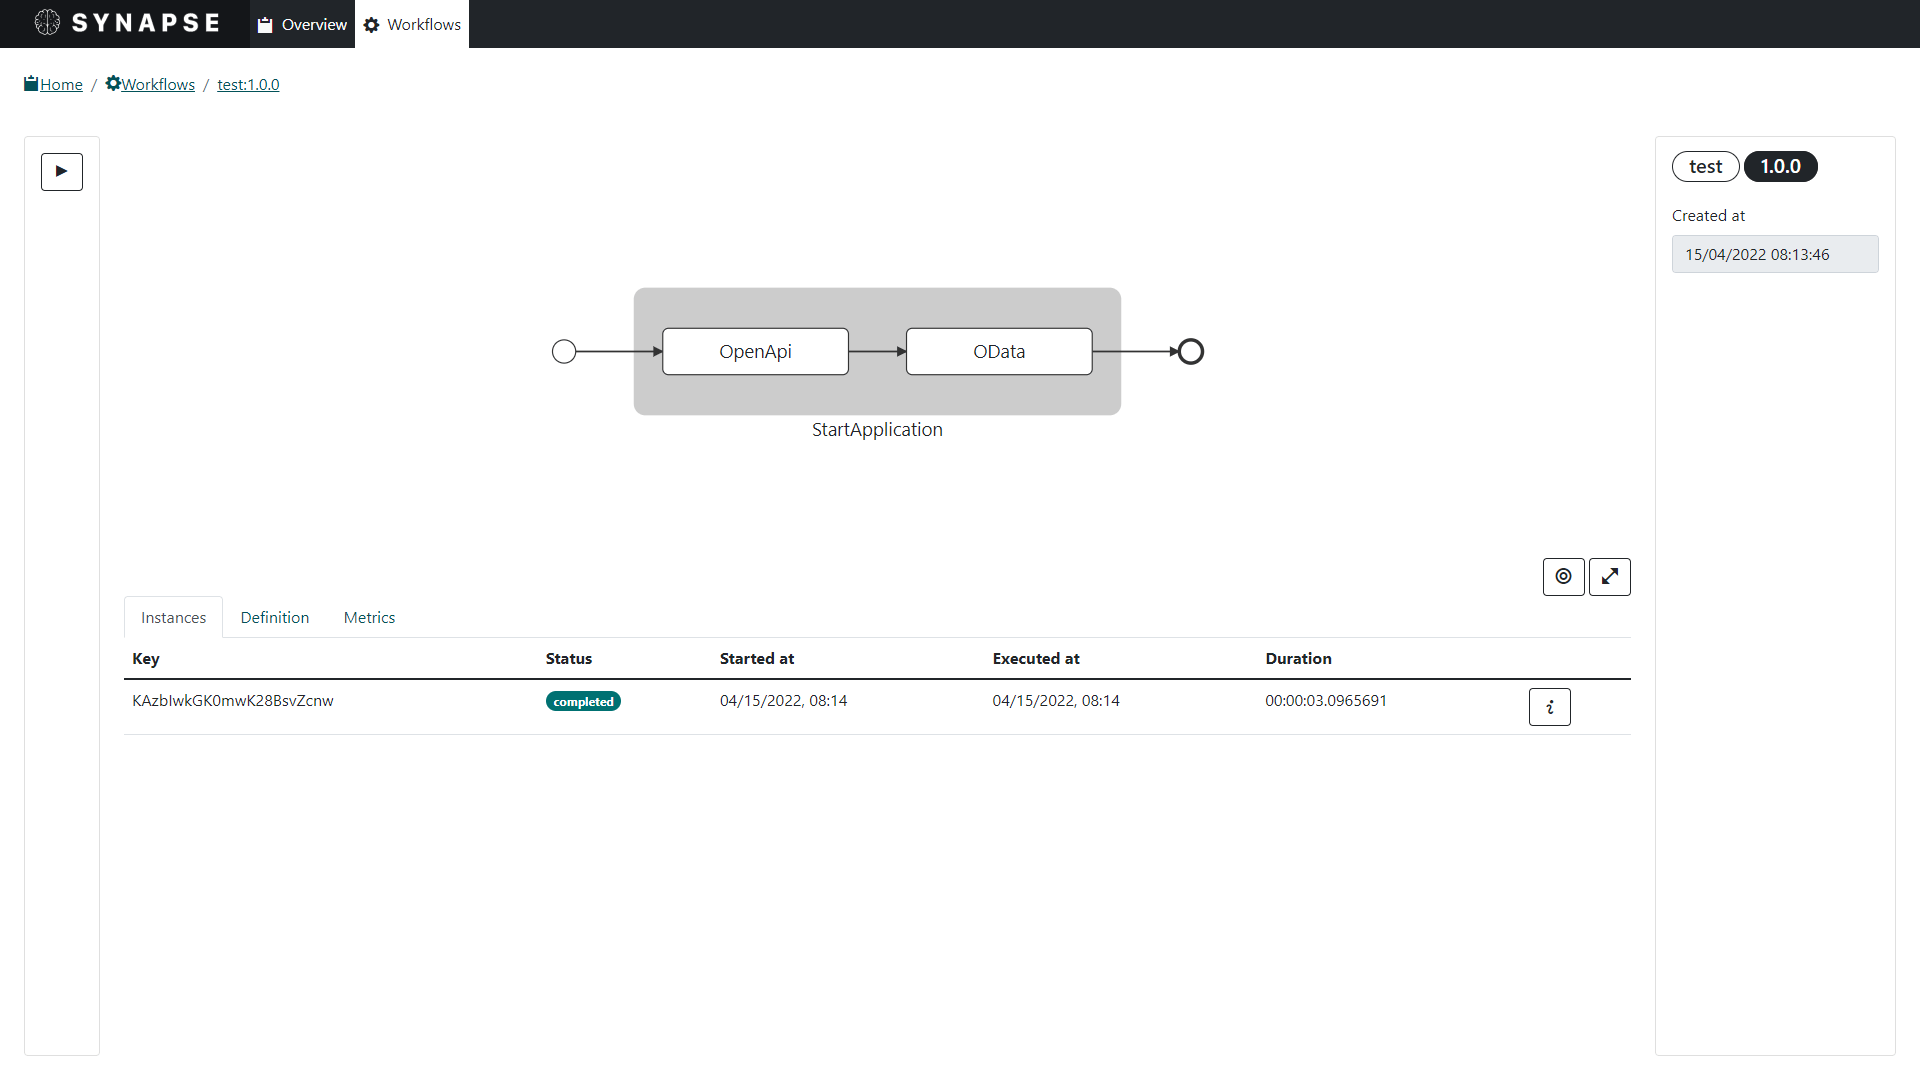 SYNAPSE Overview Workflows
Home / Workflows / test:1.0.0
test 1.0.0
Created at
15/04/2022 08:13:46
OpenApi OData
StartApplication
Instances Definition Metrics
Key Status Started at Executed at Duration
KAzbIwkGK0mwK28BsvZcnw completed 04/15/2022, 08:14 04/15/2022, 08:14 00:00:03.0965691 i